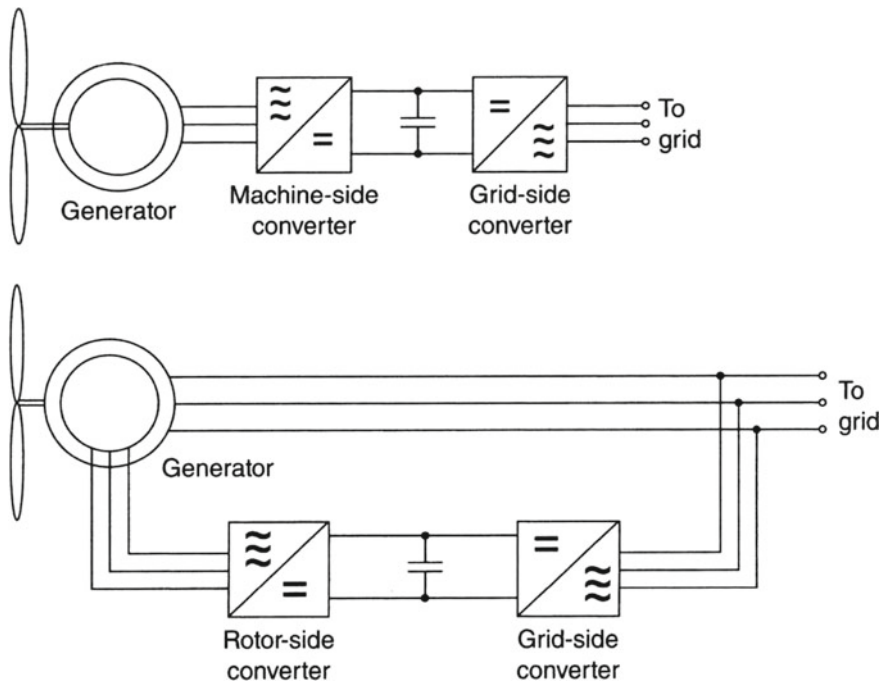 To
grid
Generator
Machine-side
converter
Grid-side
converter
To
grid
Generator
Rotor-side
converter
Grid-side
converter